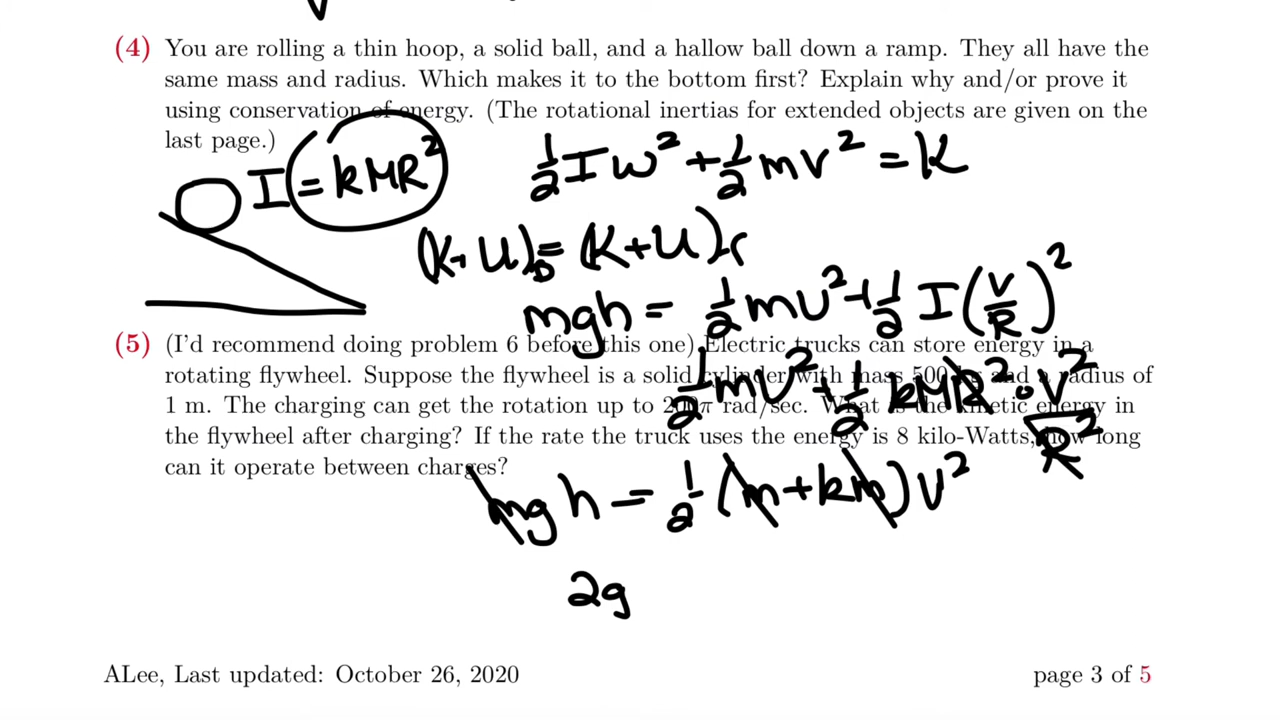 (4) You are rolling a thin hoop, a solid ball, and a hallow ball down a ramp. They all have the
same mass and radius. Which makes it to the bottom first? Explain why and/or prove it
using conservation of energy. (The rotational inertias for extended objects are given on the
last page.)
I = kMR²
½Iω² + ½mv² = K
(K+U)₀ = (K+U)f
mgh = ½mv² + ½I(v/R)²
(5) (I'd recommend doing problem 6 before this one) Electric trucks can store energy in a
rotating flywheel. Suppose the flywheel is a solid cylinder with mass 500 kg and a radius of
1 m. The charging can get the rotation up to 200π rad/sec. What is the kinetic energy in
the flywheel after charging? If the rate the truck uses the energy is 8 kilo-Watts, how long
can it operate between charges?
½mv² + ½kMR² · v²/R²
mgh = ½(m+km)v²
2g
ALee, Last updated: October 26, 2020 page 3 of 5